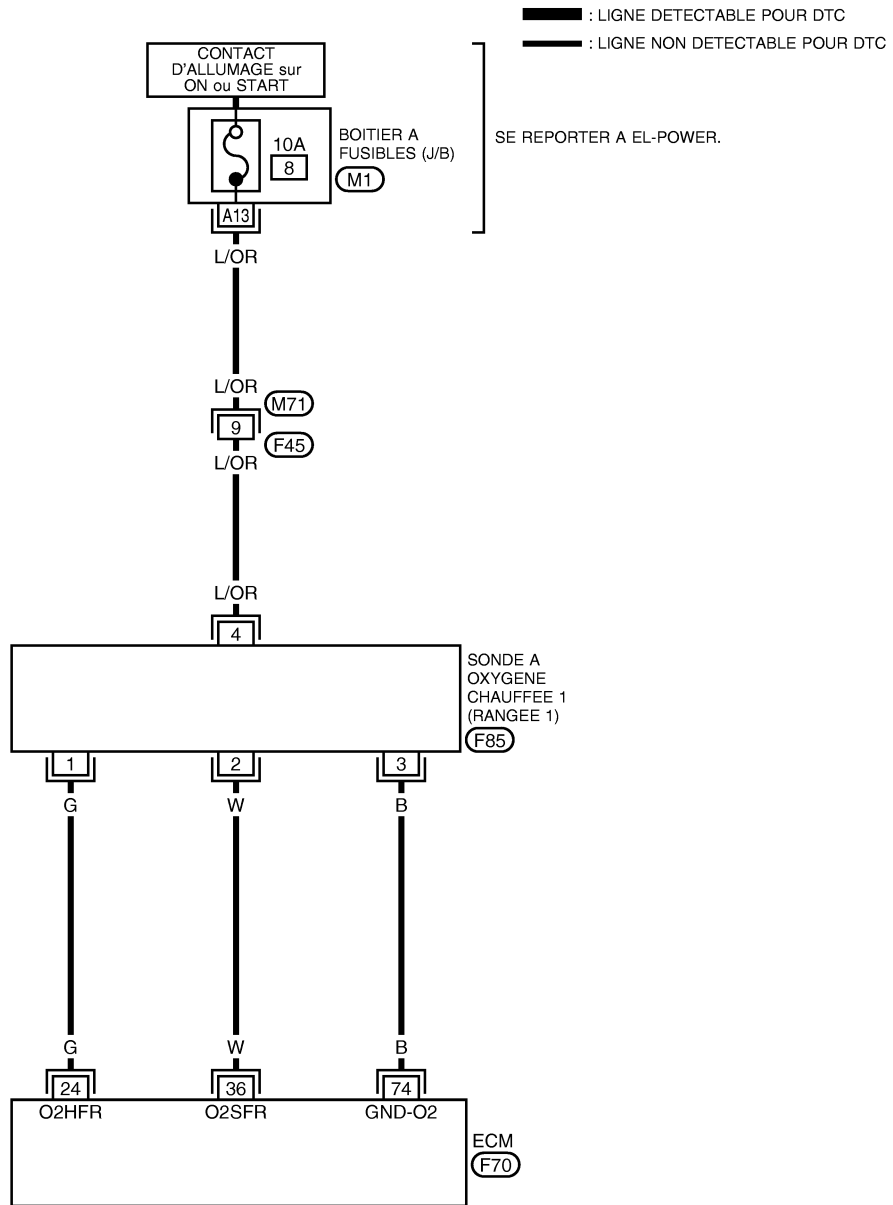 : LIGNE DETECTABLE POUR DTC
: LIGNE NON DETECTABLE POUR DTC
CONTACT
D'ALLUMAGE sur
ON ou START
10A
8
BOITIER A
FUSIBLES (J/B)
M1
SE REPORTER A EL-POWER.
A13
L/OR
L/OR
M71
9
F45
L/OR
L/OR
4
SONDE A
OXYGENE
CHAUFFEE 1
(RANGEE 1)
F85
1 2 3
G W B
G W B
24 36 74
O2HFR O2SFR GND-O2
ECM
F70